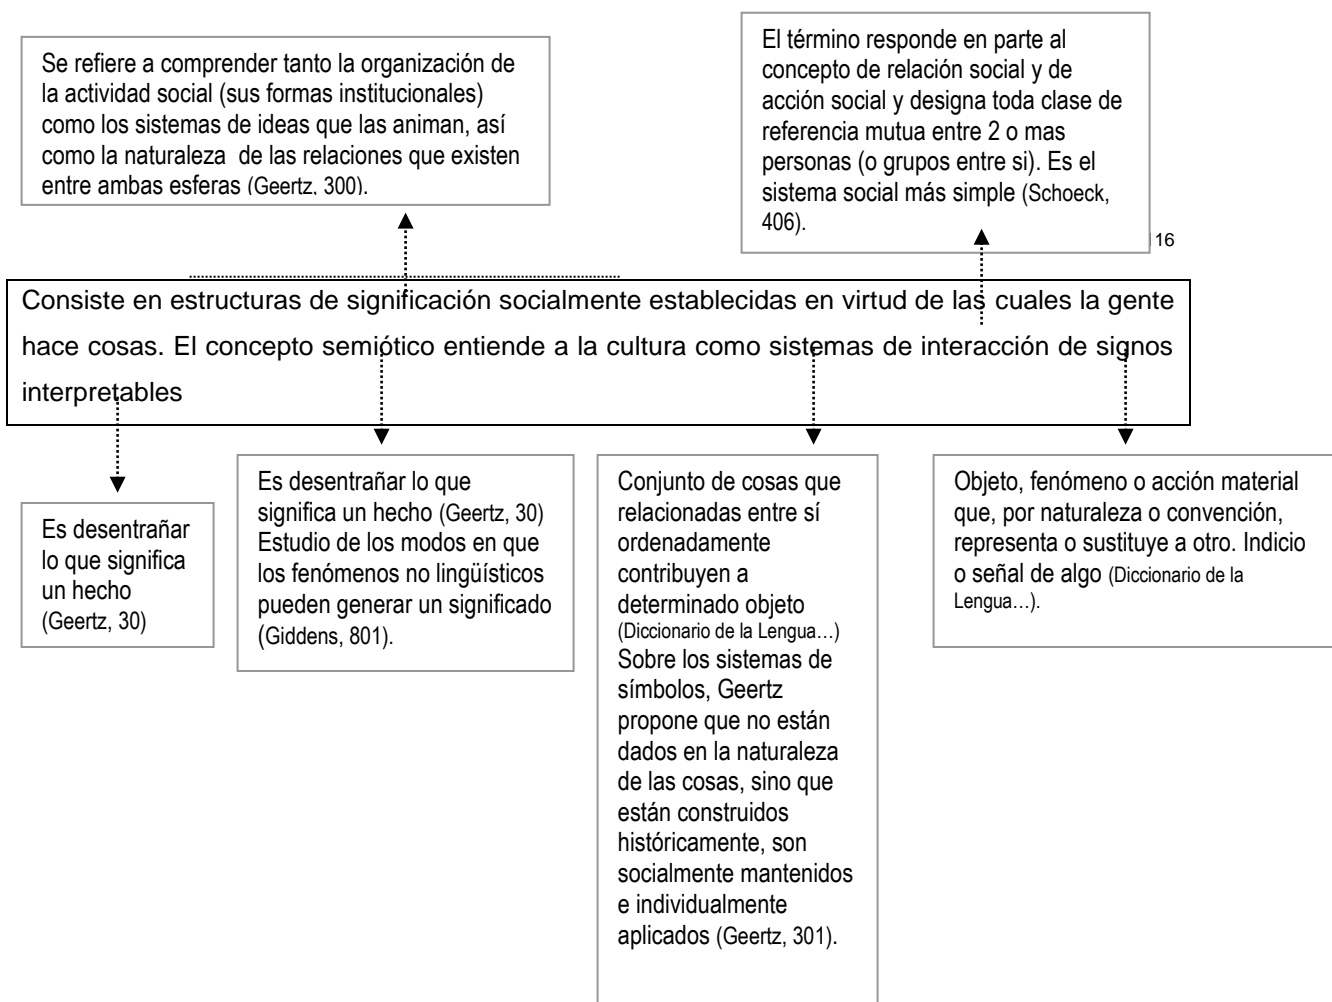 Se refiere a comprender tanto la organización de
la actividad social (sus formas institucionales)
como los sistemas de ideas que las animan, así
como la naturaleza de las relaciones que existen
entre ambas esferas (Geertz, 300).
El término responde en parte al
concepto de relación social y de
acción social y designa toda clase de
referencia mutua entre 2 o mas
personas (o grupos entre si). Es el
sistema social más simple (Schoeck,
406).
16
Consiste en estructuras de significación socialmente establecidas en virtud de las cuales la gente
hace cosas. El concepto semiótico entiende a la cultura como sistemas de interacción de signos
interpretables
Es desentrañar
lo que significa
un hecho
(Geertz, 30)
Es desentrañar lo que
significa un hecho (Geertz, 30)
Estudio de los modos en que
los fenómenos no lingüísticos
pueden generar un significado
(Giddens, 801).
Conjunto de cosas que
relacionadas entre sí
ordenadamente
contribuyen a
determinado objeto
(Diccionario de la Lengua…)
Sobre los sistemas de
símbolos, Geertz
propone que no están
dados en la naturaleza
de las cosas, sino que
están construidos
históricamente, son
socialmente mantenidos
e individualmente
aplicados (Geertz, 301).
Objeto, fenómeno o acción material
que, por naturaleza o convención,
representa o sustituye a otro. Indicio
o señal de algo (Diccionario de la
Lengua…).